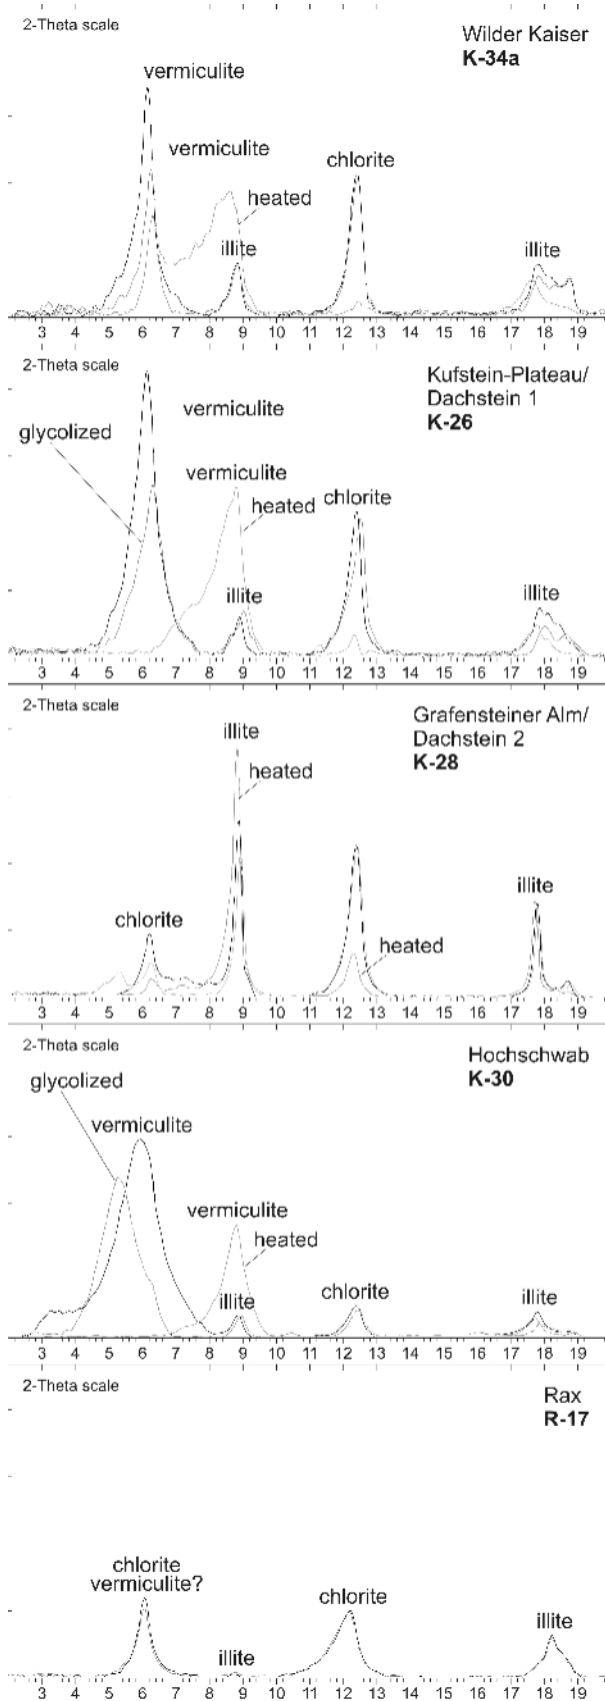 2-Theta scale
Wilder Kaiser
K-34a
vermiculite
vermiculite
chlorite
heated
illite
illite
3 4 5 6 7 8 9 10 11 12 13 14 15 16 17 18 19
2-Theta scale
Kufstein-Plateau/
Dachstein 1
K-26
vermiculite
glycolized
vermiculite
heated
chlorite
illite
illite
3 4 5 6 7 8 9 10 11 12 13 14 15 16 17 18 19
2-Theta scale
Grafensteiner Alm/
Dachstein 2
K-28
illite
heated
illite
chlorite
heated
3 4 5 6 7 8 9 10 11 12 13 14 15 16 17 18 19
2-Theta scale
Hochschwab
K-30
glycolized
vermiculite
vermiculite
heated
chlorite
illite
illite
3 4 5 6 7 8 9 10 11 12 13 14 15 16 17 18 19
2-Theta scale
Rax
R-17
chlorite
vermiculite?
chlorite
illite
illite
3 4 5 6 7 8 9 10 11 12 13 14 15 16 17 18 19